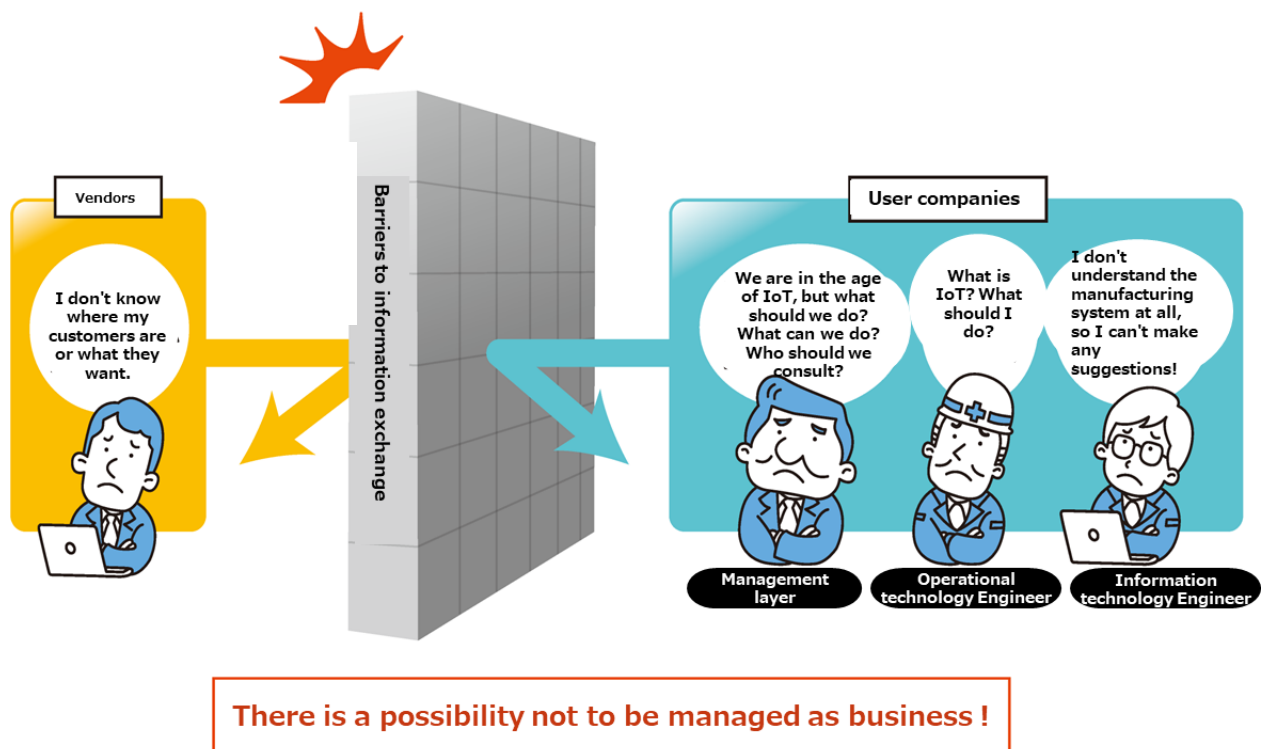 Vendors
I don't know
where my
customers are
or what they
want.
Barriers to information exchange
User companies
We are in the age
of IoT, but what
should we do?
What can we do?
Who should we
consult?
What is
IoT? What
should I
do?
I don't
understand the
manufacturing
system at all,
so I can't make
any
suggestions!
Management
layer
Operational
technology Engineer
Information
technology Engineer
There is a possibility not to be managed as business !